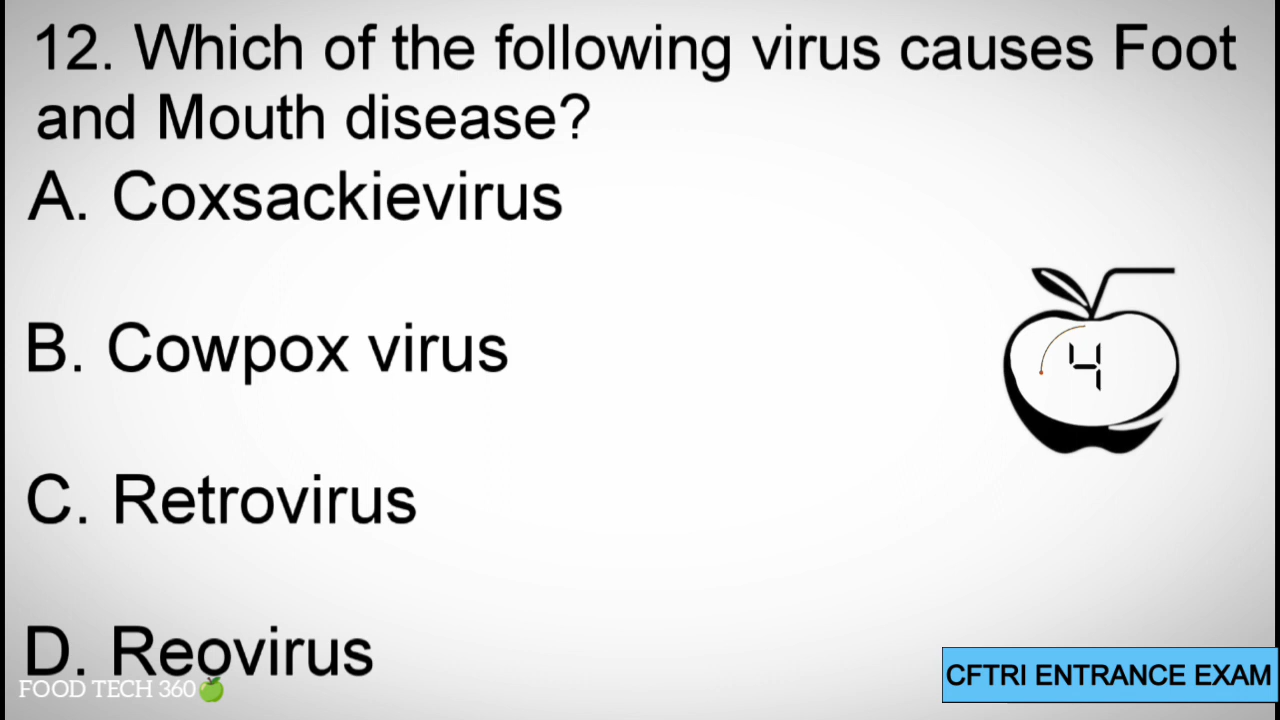 12. Which of the following virus causes Foot
and Mouth disease?
A. Coxsackievirus
B. Cowpox virus
4
C. Retrovirus
D. Reovirus
FOOD TECH 360
CFTRI ENTRANCE EXAM